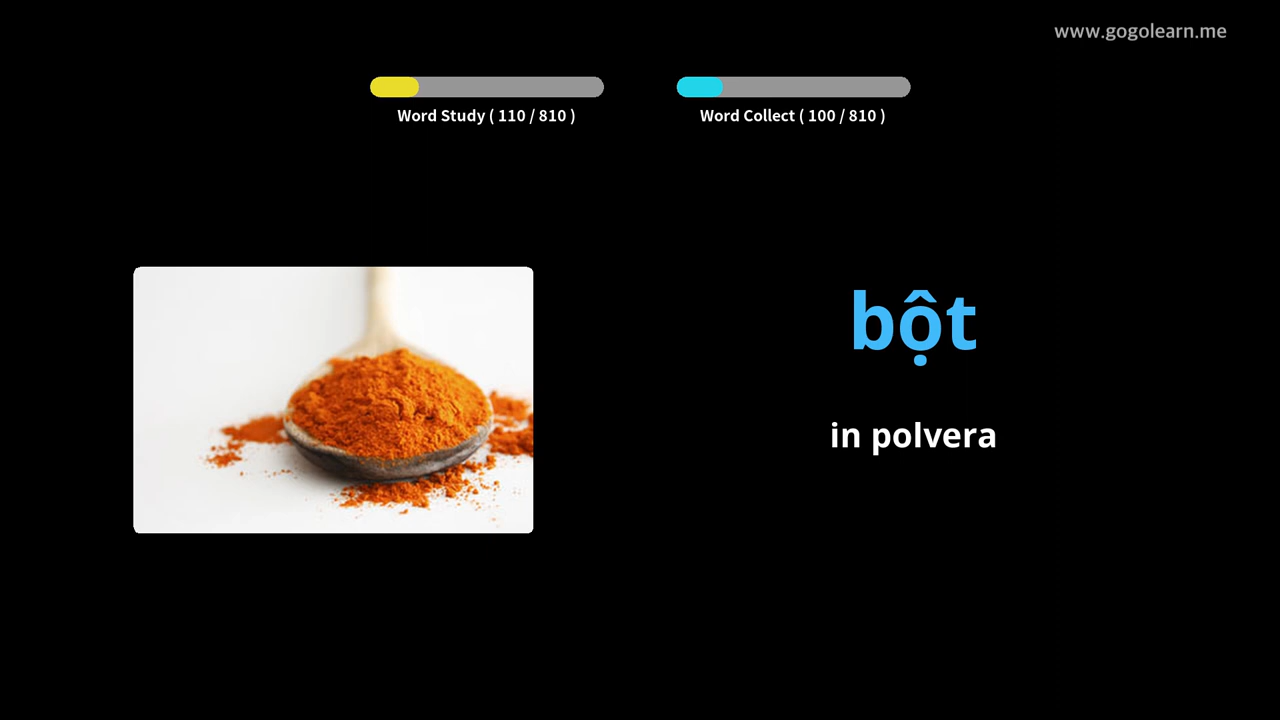 www.gogolearn.me
Word Study ( 110 / 810 )
Word Collect ( 100 / 810 )
bột
in polvera